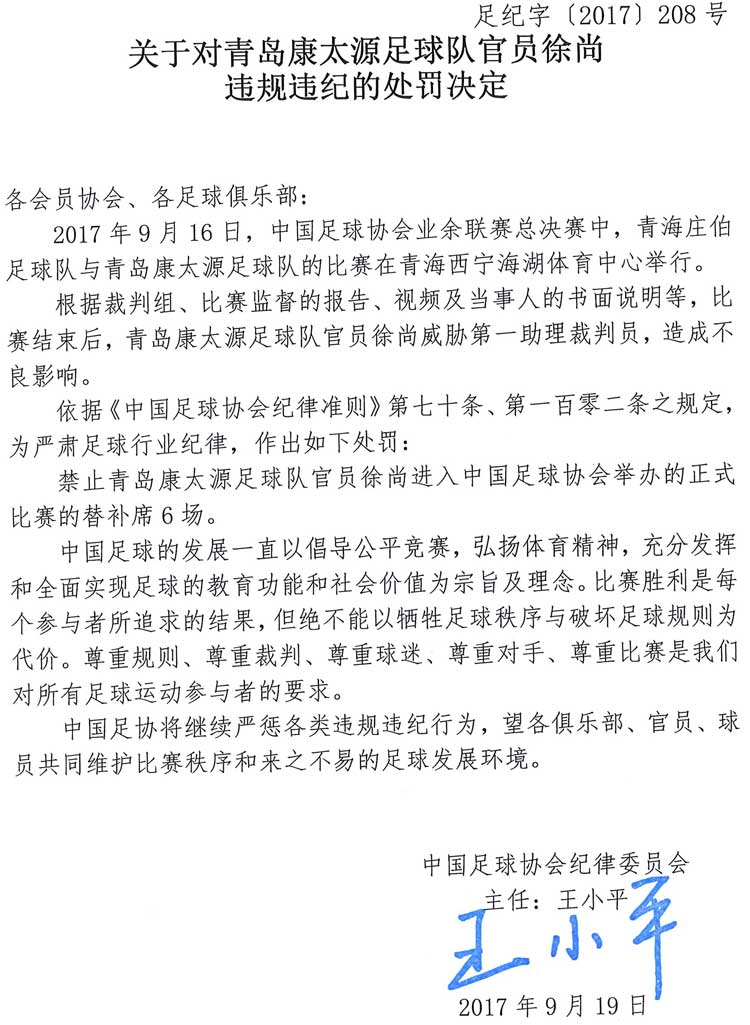 足纪字〔2017〕208号
关于对青岛康太源足球队官员徐尚
违规违纪的处罚决定
各会员协会、各足球俱乐部：
2017年9月16日，中国足球协会业余联赛总决赛中，青海庄伯
足球队与青岛康太源足球队的比赛在青海西宁海湖体育中心举行。
根据裁判组、比赛监督的报告、视频及当事人的书面说明等，比
赛结束后，青岛康太源足球队官员徐尚威胁第一助理裁判员，造成不
良影响。
依据《中国足球协会纪律准则》第七十条、第一百零二条之规定，
为严肃足球行业纪律，作出如下处罚：
禁止青岛康太源足球队官员徐尚进入中国足球协会举办的正式
比赛的替补席6场。
中国足球的发展一直以倡导公平竞赛，弘扬体育精神，充分发挥
和全面实现足球的教育功能和社会价值为宗旨及理念。比赛胜利是每
个参与者所追求的结果，但绝不能以牺牲足球秩序与破坏足球规则为
代价。尊重规则、尊重裁判、尊重球迷、尊重对手、尊重比赛是我们
对所有足球运动参与者的要求。
中国足协将继续严惩各类违规违纪行为，望各俱乐部、官员、球
员共同维护比赛秩序和来之不易的足球发展环境。
中国足球协会纪律委员会
主任：王小平
王小平
2017年9月19日